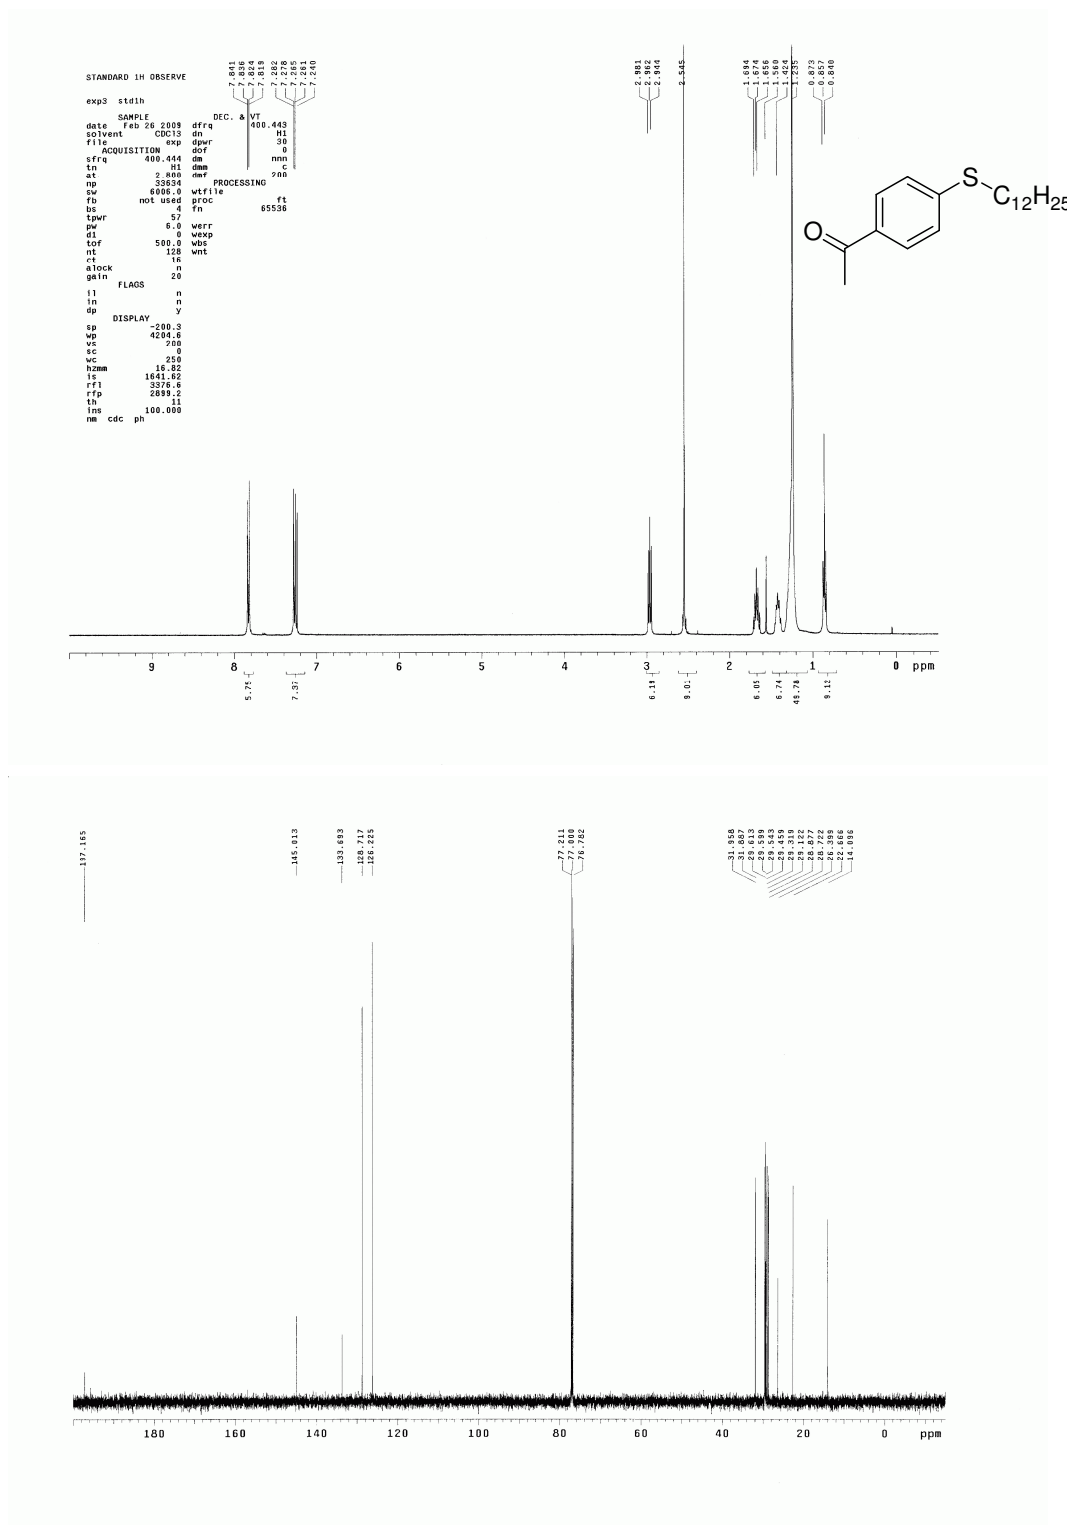 7.841
7.836
7.824
7.819
7.282
7.278
7.265
7.261
7.240
2.981
2.962
2.944
2.545
1.694
1.674
1.656
1.560
1.424
1.235
0.873
0.857
0.840
STANDARD 1H OBSERVE
exp3 std1h
SAMPLE DEC. & VT
date Feb 26 2009 dfrq 400.443
solvent CDCl3 dn H1
file exp dpwr 30
ACQUISITION dof 0
sfrq 400.444 dm nnn
tn H1 dmm c
at 2.800 dmf 200
np 33634 PROCESSING
sw 6006.0 wtfile
fb not used proc ft
bs 4 fn 65536
tpwr 57
pw 6.0 werr
d1 0 wexp
tof 500.0 wbs
nt 128 wnt
ct 16
alock n
gain 20
FLAGS
il n
in n
dp y
DISPLAY
sp -200.3
wp 4204.6
vs 200
sc 0
wc 250
hzmm 16.82
is 1641.62
rfl 3376.6
rfp 2899.2
th 11
ins 100.000
nm cdc ph
S
C12H25
O
9 8 7 6 5 4 3 2 1 0 ppm
5.75
7.37
6.19
9.01
6.05
6.74
49.78
9.12
197.165
145.013
133.693
128.717
126.225
77.211
77.000
76.782
31.958
31.887
29.613
29.599
29.543
29.459
29.319
29.122
28.877
28.722
26.399
22.666
14.096
180 160 140 120 100 80 60 40 20 0 ppm